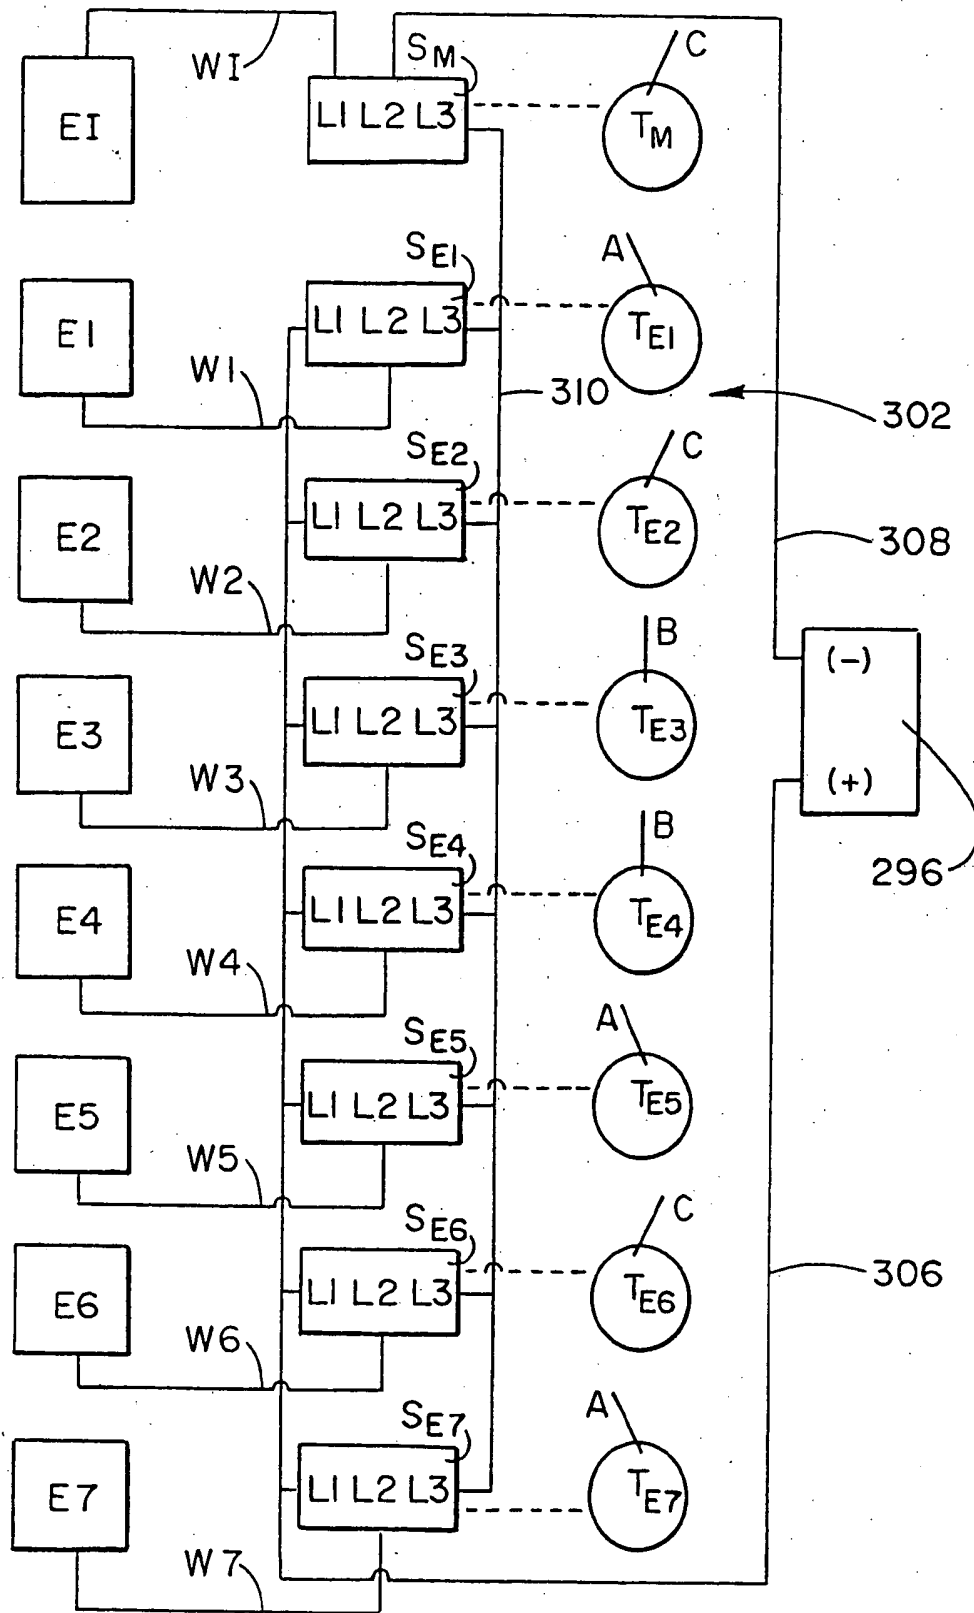 WI
SM
C
EI
L1 L2 L3
TM
SE1
A
E1
L1 L2 L3
TE1
W1
310
302
SE2
C
E2
L1 L2 L3
TE2
308
W2
SE3
B
(-)
E3
L1 L2 L3
TE3
W3
(+)
SE4
B
296
E4
L1 L2 L3
TE4
W4
SE5
A
E5
L1 L2 L3
TE5
W5
SE6
C
306
E6
L1 L2 L3
TE6
W6
SE7
A
E7
L1 L2 L3
TE7
W7